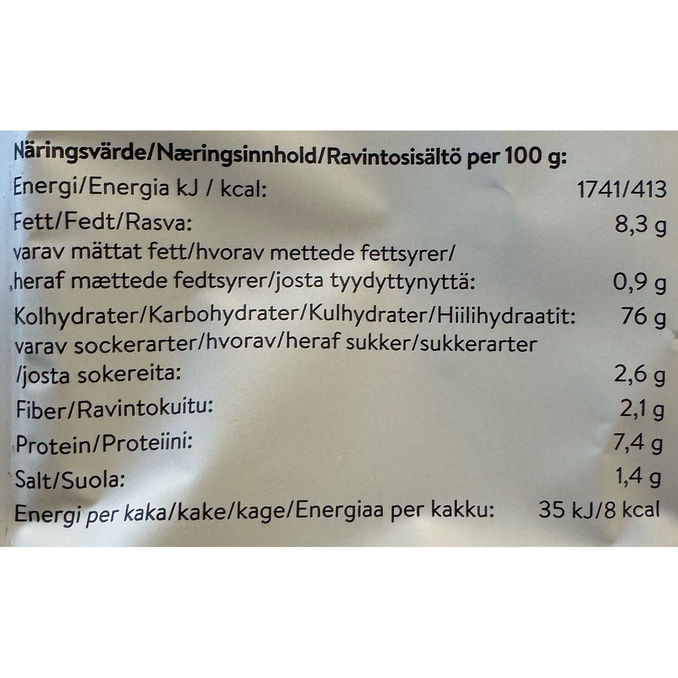 Näringsvärde/Næringsinnhold/Ravintosisältö per 100 g:
Energi/Energia kJ / kcal: 1741/413
Fett/Fedt/Rasva: 8,3 g
varav mättat fett/hvorav mettede fettsyrer/
heraf mættede fedtsyrer/josta tyydyttynyttä: 0,9 g
Kolhydrater/Karbohydrater/Kulhydrater/Hiilihydraatit: 76 g
varav sockerarter/hvorav/heraf sukker/sukkerarter
/josta sokereita: 2,6 g
Fiber/Ravintokuitu: 2,1 g
Protein/Proteiini: 7,4 g
Salt/Suola: 1,4 g
Energi per kaka/kake/kage/Energiaa per kakku: 35 kJ/8 kcal